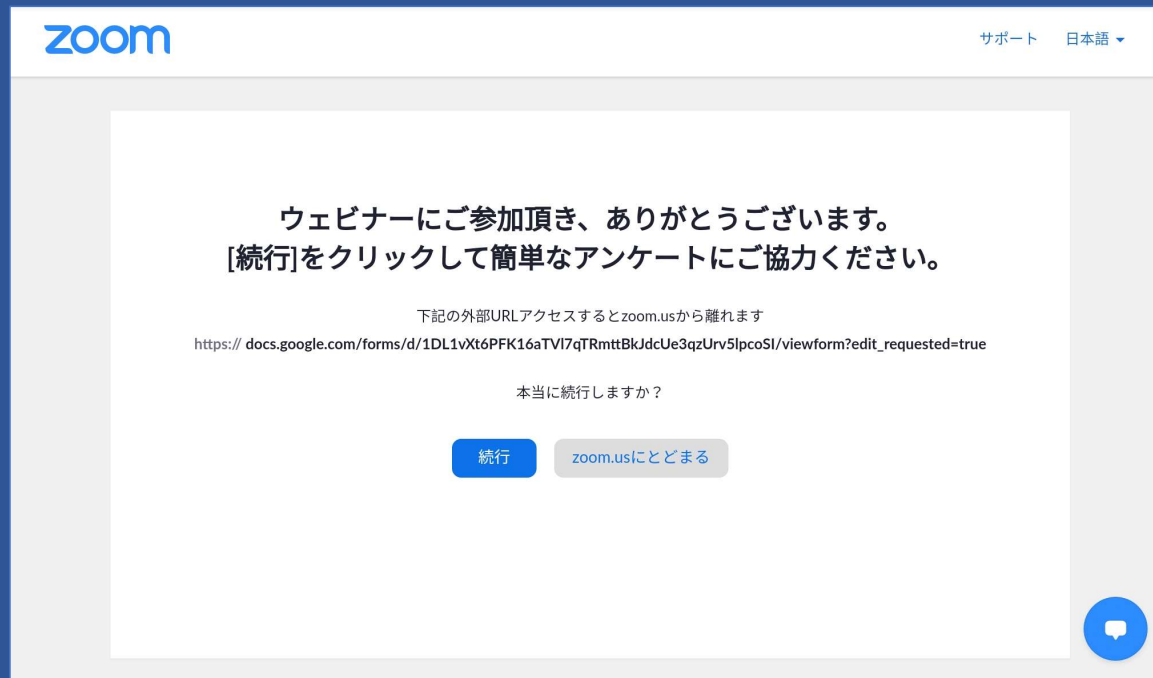 zoom
サポート 日本語
ウェビナーにご参加頂き、ありがとうございます。
[続行]をクリックして簡単なアンケートにご協力ください。
下記の外部URLアクセスするとzoom.usから離れます
https:// docs.google.com/forms/d/1DL1vXt6PFK16aTVl7qTRmttBkJdcUe3qzUrv5lpcoSI/viewform?edit_requested=true
本当に続行しますか？
続行 zoom.usにとどまる